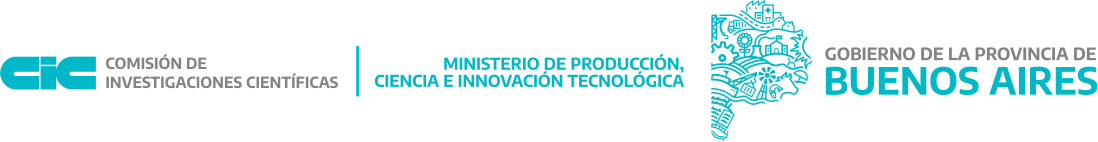 CIC
COMISIÓN DE
INVESTIGACIONES CIENTÍFICAS
MINISTERIO DE PRODUCCIÓN,
CIENCIA E INNOVACIÓN TECNOLÓGICA
GOBIERNO DE LA PROVINCIA DE
BUENOS AIRES